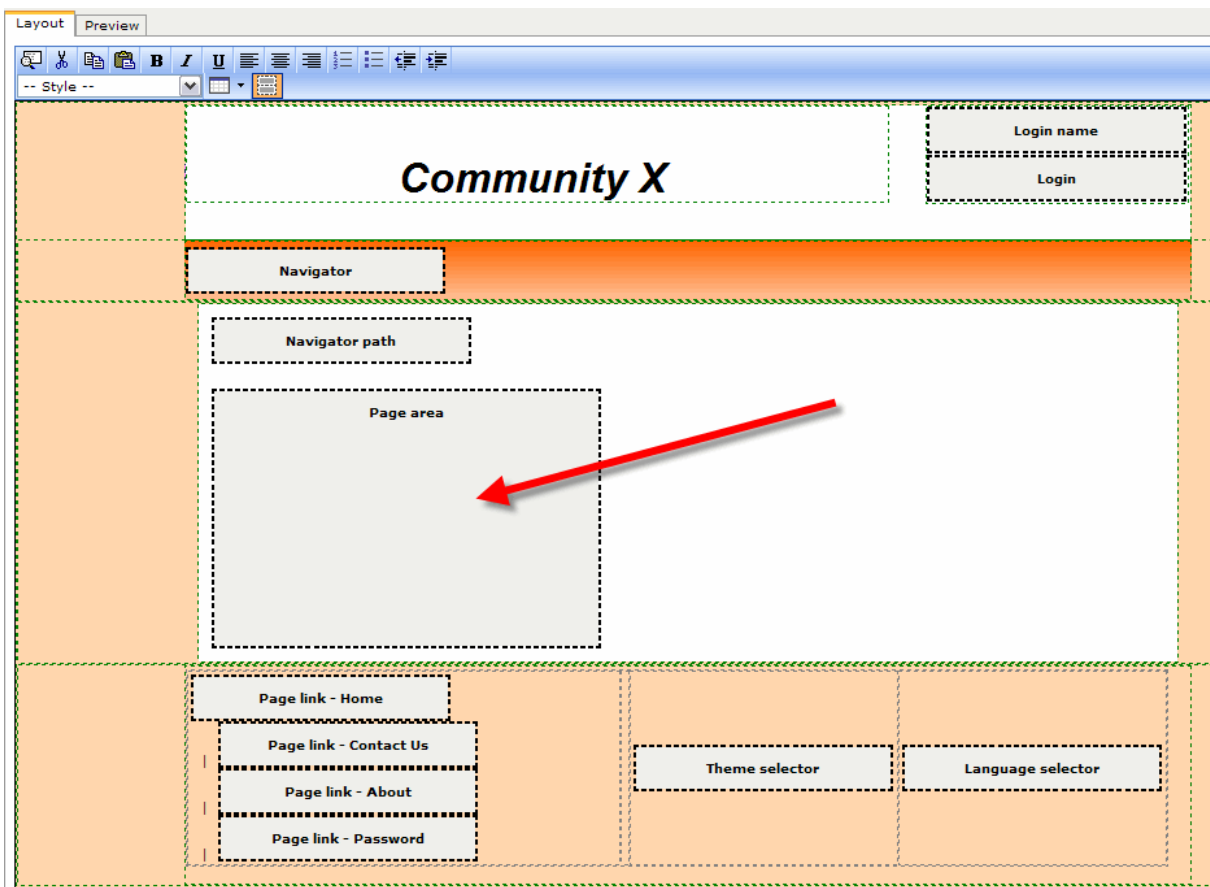 Layout Preview
B I U
-- Style --
Login name
Community X
Login
Navigator
Navigator path
Page area
Page link - Home
Page link - Contact Us
|
Theme selector Language selector
Page link - About
|
Page link - Password
|